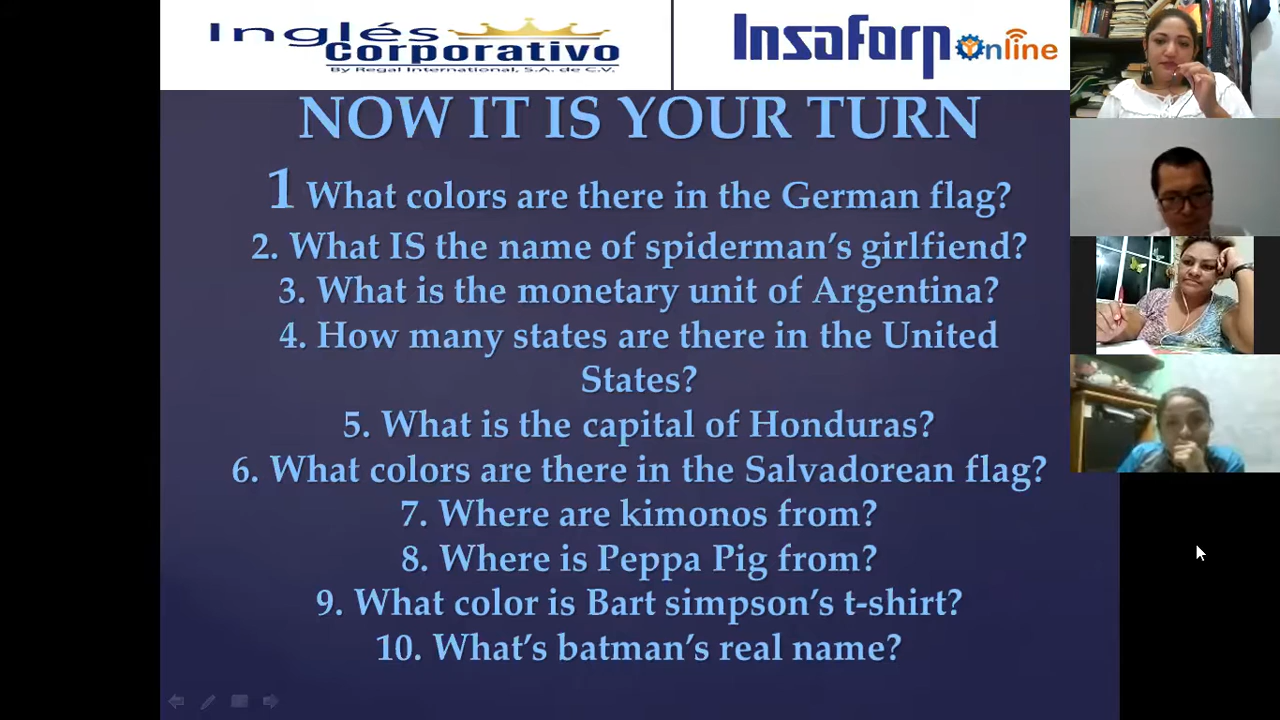 Inglés
Corporativo
By Regal International, S.A. de C.V.
Insaforp Online
NOW IT IS YOUR TURN
1 What colors are there in the German flag?
2. What IS the name of spiderman’s girlfiend?
3. What is the monetary unit of Argentina?
4. How many states are there in the United
States?
5. What is the capital of Honduras?
6. What colors are there in the Salvadorean flag?
7. Where are kimonos from?
8. Where is Peppa Pig from?
9. What color is Bart simpson’s t-shirt?
10. What’s batman’s real name?